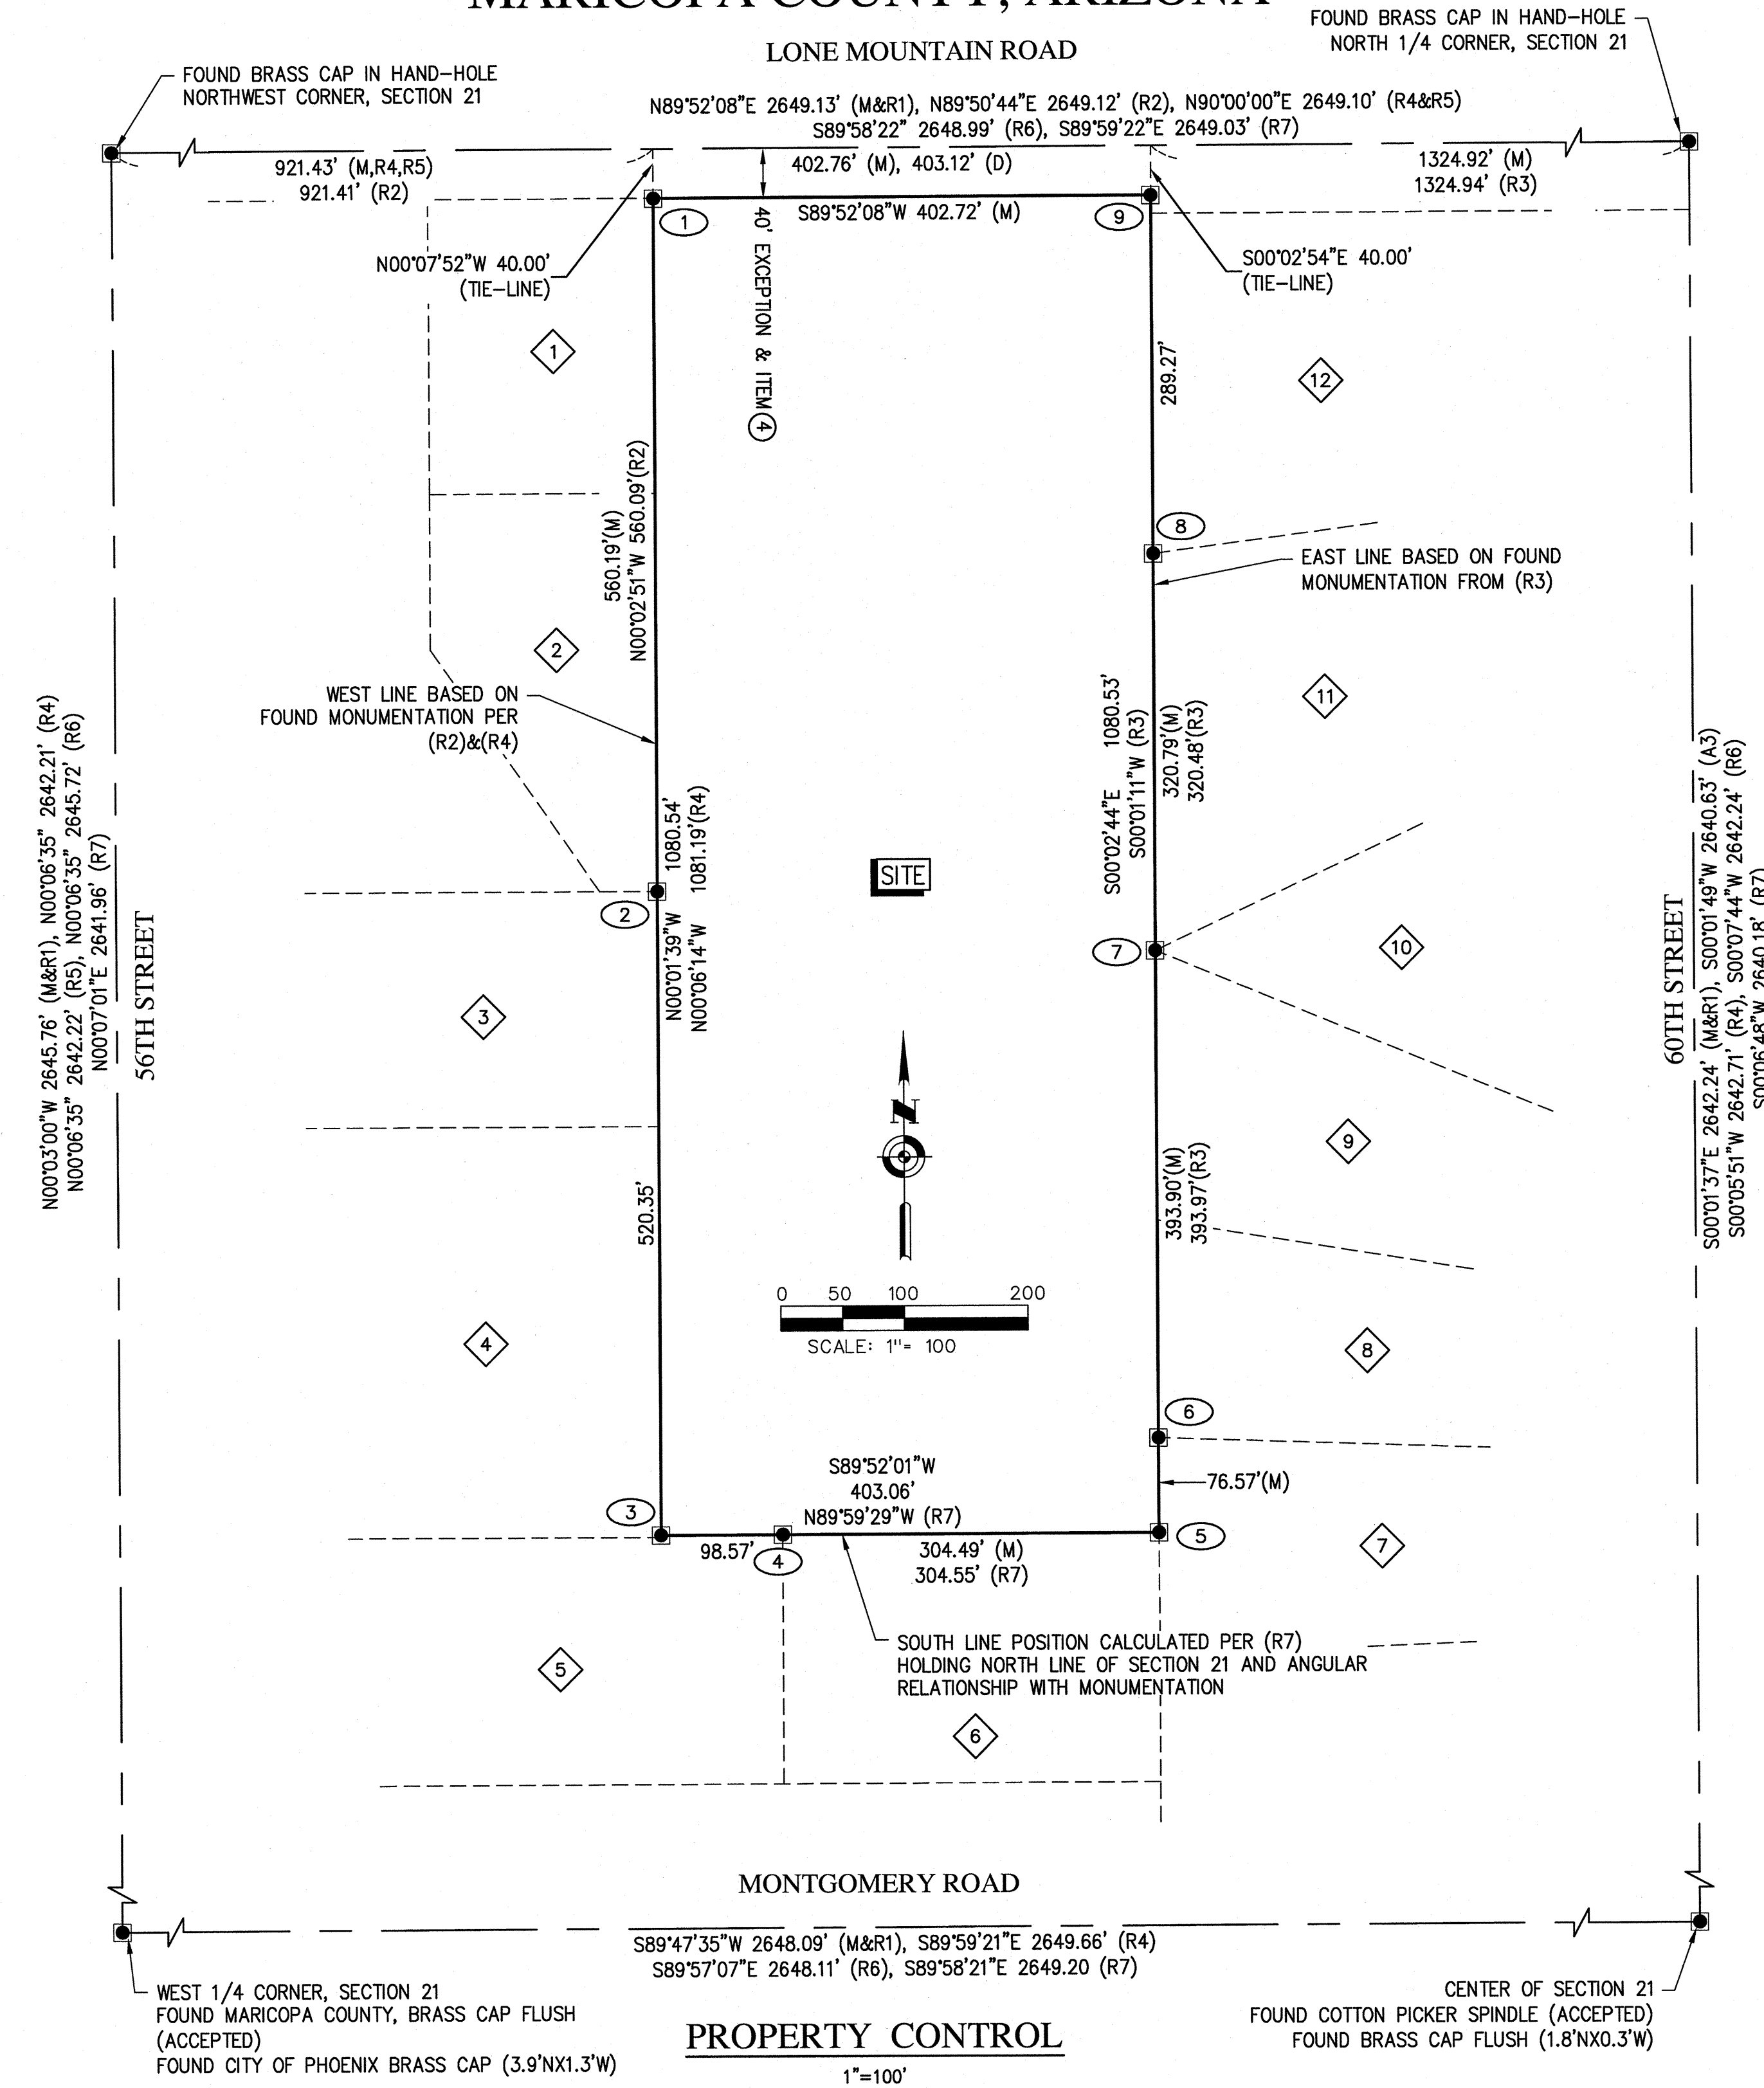 MARICOPA COUNTY, ARIZONA
LONE MOUNTAIN ROAD
FOUND BRASS CAP IN HAND-HOLE
NORTH 1/4 CORNER, SECTION 21
FOUND BRASS CAP IN HAND-HOLE
NORTHWEST CORNER, SECTION 21
N89°52'08"E 2649.13' (M&R1), N89°50'44"E 2649.12' (R2), N90°00'00"E 2649.10' (R4&R5)
S89°58'22" 2648.99' (R6), S89°59'22"E 2649.03' (R7)
921.43' (M,R4,R5)
921.41' (R2)
402.76' (M), 403.12' (D)
1324.92' (M)
1324.94' (R3)
S89°52'08"W 402.72' (M)
1
9
N00°07'52"W 40.00'
(TIE-LINE)
S00°02'54"E 40.00'
(TIE-LINE)
40' EXCEPTION & ITEM 4
1
289.27'
12
560.19'(M)
N00°02'51"W 560.09'(R2)
8
EAST LINE BASED ON FOUND
MONUMENTATION FROM (R3)
2
11
WEST LINE BASED ON
FOUND MONUMENTATION PER
(R2)&(R4)
S00°02'44"E 1080.53'
S00°01'11"W (R3)
320.79'(M)
320.48'(R3)
N00°03'00"W 2645.76' (M&R1), N00°06'35" 2642.21' (R4)
N00°06'35" 2642.22' (R5), N00°06'35" 2645.72' (R6)
N00°07'01"E 2641.96' (R7)
56TH STREET
60TH STREET
S00°01'37"E 2642.24' (M&R1), S00°01'49"W 2640.63' (A3)
S00°05'51"W 2642.71' (R4), S00°07'44"W 2642.24' (R6)
S00°06'48"W 2640.18' (R7)
N00°01'39"W 1080.54'
N00°06'14"W 1081.19'(R4)
SITE
2
7
10
3
N
9
520.35'
393.90'(M)
393.97'(R3)
0 50 100 200
SCALE: 1"= 100
4
8
6
S89°52'01"W
403.06'
N89°59'29"W (R7)
76.57'(M)
3
98.57'
4
304.49' (M)
304.55' (R7)
5
7
SOUTH LINE POSITION CALCULATED PER (R7)
HOLDING NORTH LINE OF SECTION 21 AND ANGULAR
RELATIONSHIP WITH MONUMENTATION
5
6
MONTGOMERY ROAD
S89°47'35"W 2648.09' (M&R1), S89°59'21"E 2649.66' (R4)
S89°57'07"E 2648.11' (R6), S89°58'21"E 2649.20 (R7)
WEST 1/4 CORNER, SECTION 21
FOUND MARICOPA COUNTY, BRASS CAP FLUSH
(ACCEPTED)
FOUND CITY OF PHOENIX BRASS CAP (3.9'NX1.3'W)
CENTER OF SECTION 21
FOUND COTTON PICKER SPINDLE (ACCEPTED)
FOUND BRASS CAP FLUSH (1.8'NX0.3'W)
PROPERTY CONTROL
1"=100'